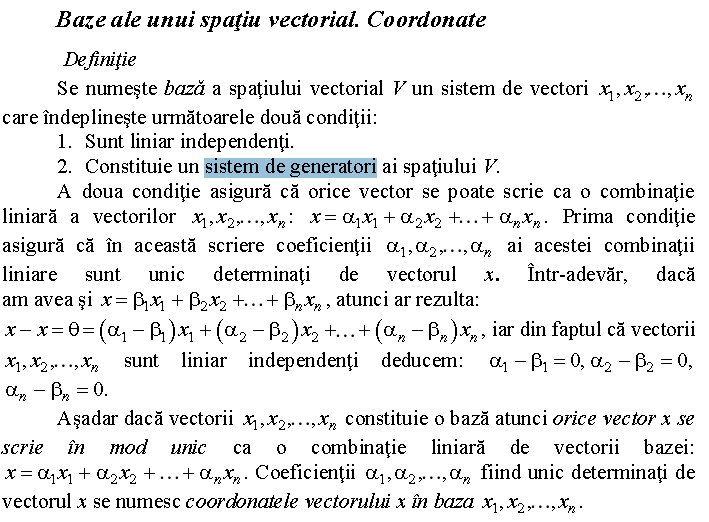 Baze ale unui spaţiu vectorial. Coordonate
Definiţie
Se numeşte bază a spaţiului vectorial V un sistem de vectori x₁, x₂,…, xₙ
care îndeplineşte următoarele două condiţii:
1. Sunt liniar independenţi.
2. Constituie un sistem de generatori ai spaţiului V.
A doua condiţie asigură că orice vector se poate scrie ca o combinaţie
liniară a vectorilor x₁, x₂,…, xₙ: x = α₁x₁ + α₂x₂ +…+ αₙxₙ. Prima condiţie
asigură că în această scriere coeficienţii α₁, α₂,…, αₙ ai acestei combinaţii
liniare sunt unic determinaţi de vectorul x. Într-adevăr, dacă
am avea şi x = β₁x₁ + β₂x₂ +…+ βₙxₙ, atunci ar rezulta:
x − x = θ = (α₁ − β₁)x₁ + (α₂ − β₂)x₂ +…+ (αₙ − βₙ)xₙ, iar din faptul că vectorii
x₁, x₂,…, xₙ sunt liniar independenţi deducem: α₁ − β₁ = 0, α₂ − β₂ = 0,
αₙ − βₙ = 0.
Aşadar dacă vectorii x₁, x₂,…, xₙ constituie o bază atunci orice vector x se
scrie în mod unic ca o combinaţie liniară de vectorii bazei:
x = α₁x₁ + α₂x₂ + …+ αₙxₙ. Coeficienţii α₁, α₂,…, αₙ fiind unic determinaţi de
vectorul x se numesc coordonatele vectorului x în baza x₁, x₂,…, xₙ.